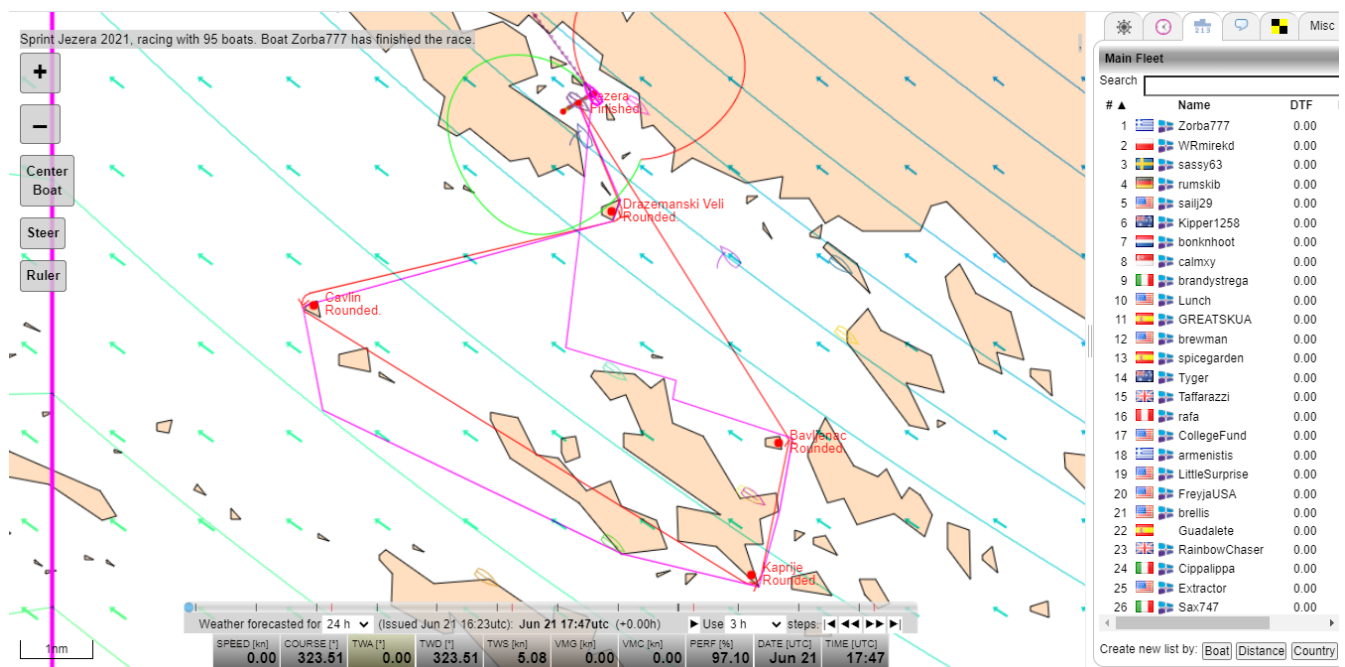 Sprint Jezera 2021, racing with 95 boats. Boat Zorba777 has finished the race.
+
−
Center
Boat
Steer
Ruler
Jezera
Finished.
Drazemanski Veli
Rounded.
Cavlin
Rounded.
Bavljenac
Rounded.
Kaprije
Rounded.
1nm
Weather forecasted for 24 h (Issued Jun 21 16:23utc): Jun 21 17:47utc (+0.00h) Use 3 h steps.
SPEED [kn] COURSE [°] TWA [°] TWD [°] TWS [kn] VMG [kn] VMC [kn] PERF [%] DATE [UTC] TIME [UTC]
0.00 323.51 0.00 323.51 5.08 0.00 0.00 97.10 Jun 21 17:47
Misc
Main Fleet
Search
# ▲ Name DTF
1 Zorba777 0.00
2 WRmirekd 0.00
3 sassy63 0.00
4 rumskib 0.00
5 sailj29 0.00
6 Kipper1258 0.00
7 bonknhoot 0.00
8 calmxy 0.00
9 brandystrega 0.00
10 Lunch 0.00
11 GREATSKUA 0.00
12 brewman 0.00
13 spicegarden 0.00
14 Tyger 0.00
15 Taffarazzi 0.00
16 rafa 0.00
17 CollegeFund 0.00
18 armenistis 0.00
19 LittleSurprise 0.00
20 FreyjaUSA 0.00
21 brellis 0.00
22 Guadalete 0.00
23 RainbowChaser 0.00
24 Cippalippa 0.00
25 Extractor 0.00
26 Sax747 0.00
Create new list by: Boat Distance Country